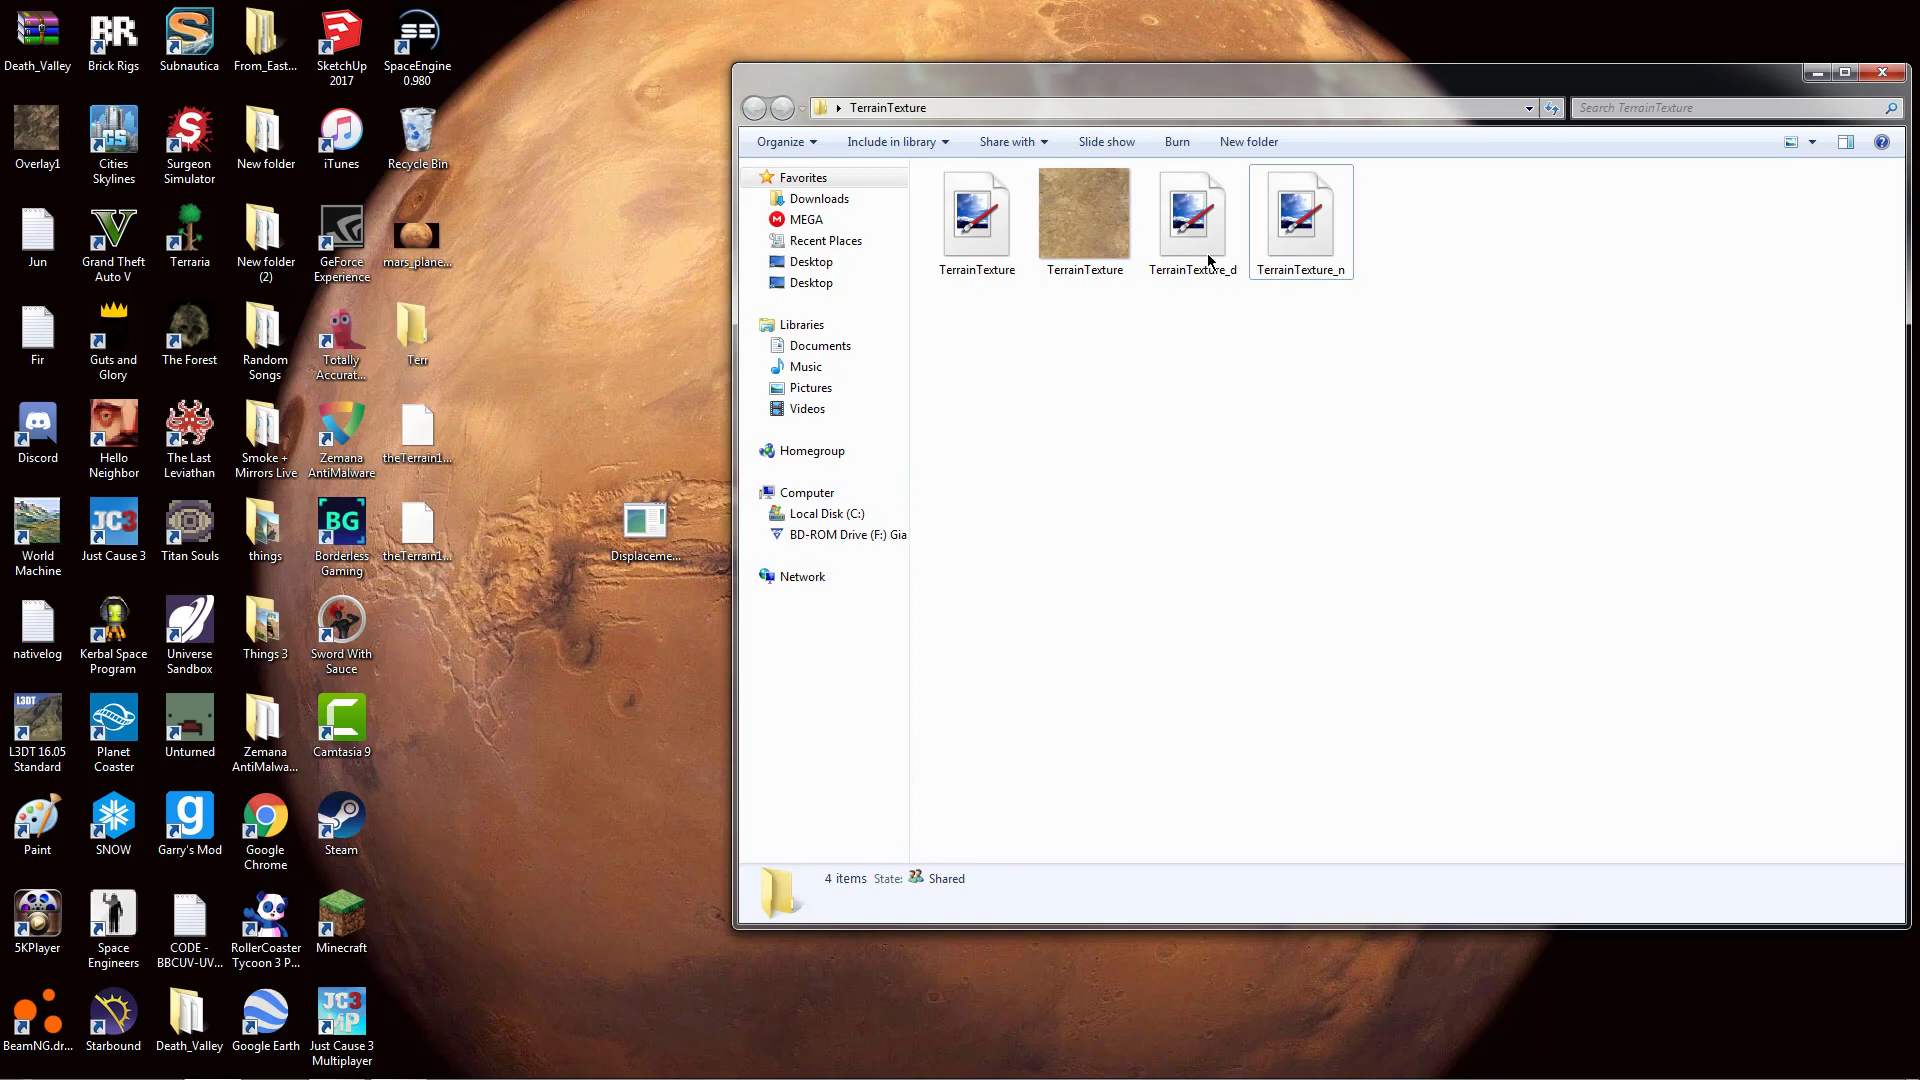 Death_Valley
Brick Rigs
Subnautica
From_East...
SketchUp
2017
SpaceEngine
0.980
Overlay1
Cities
Skylines
Surgeon
Simulator
New folder
iTunes
Recycle Bin
Jun
Grand Theft
Auto V
Terraria
New folder
(2)
GeForce
Experience
mars_plane...
Fir
Guts and
Glory
The Forest
Random
Songs
Totally
Accurat...
Terr
Discord
Hello
Neighbor
The Last
Leviathan
Smoke +
Mirrors Live
Zemana
AntiMalware
theTerrain1...
World
Machine
Just Cause 3
Titan Souls
things
Borderless
Gaming
theTerrain1...
Displaceme...
nativelog
Kerbal Space
Program
Universe
Sandbox
Things 3
Sword With
Sauce
L3DT 16.05
Standard
Planet
Coaster
Unturned
Zemana
AntiMalwa...
Camtasia 9
Paint
SNOW
Garry's Mod
Google
Chrome
Steam
5KPlayer
Space
Engineers
CODE -
BBCUV-UV...
RollerCoaster
Tycoon 3 P...
Minecraft
BeamNG.dr...
Starbound
Death_Valley
Google Earth
Just Cause 3
Multiplayer
BR
SE
CS
JC3
BG
L3DT
g
JC3
MP
TerrainTexture
Search TerrainTexture
Organize
Include in library
Share with
Slide show
Burn
New folder
Favorites
Downloads
MEGA
Recent Places
Desktop
Desktop
Libraries
Documents
Music
Pictures
Videos
Homegroup
Computer
Local Disk (C:)
BD-ROM Drive (F:) Gia
Network
TerrainTexture
TerrainTexture
TerrainTexture_d
TerrainTexture_n
4 items State: Shared